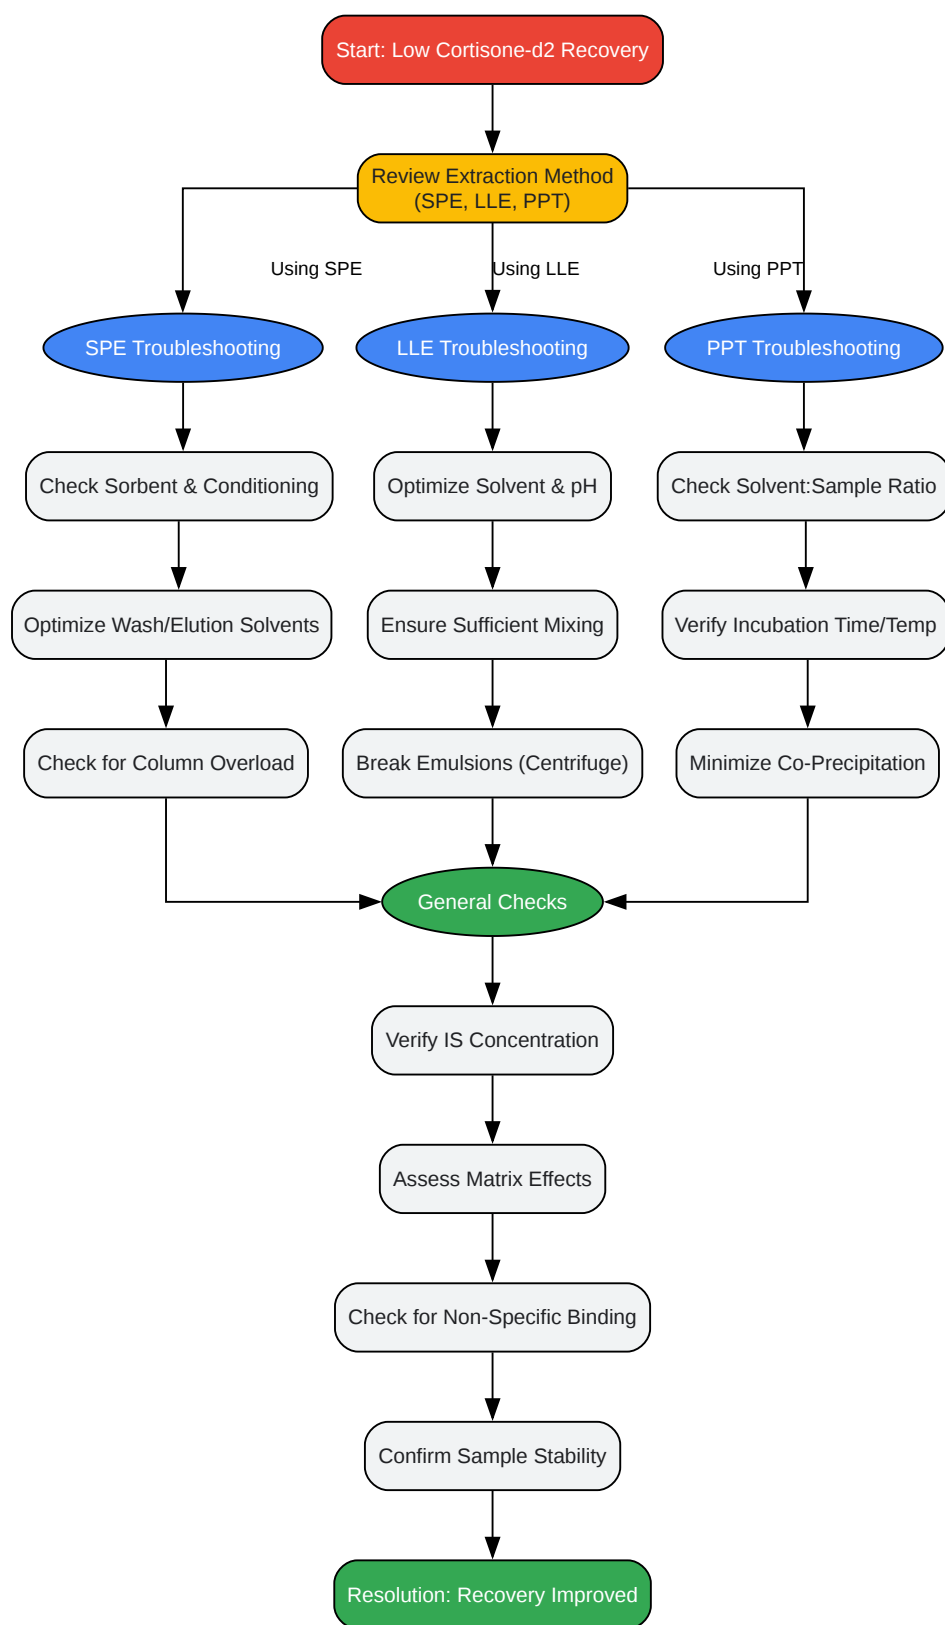 Start: Low Cortisone-d2 Recovery
Review Extraction Method
(SPE, LLE, PPT)
Using SPE
Using LLE
Using PPT
SPE Troubleshooting
LLE Troubleshooting
PPT Troubleshooting
Check Sorbent & Conditioning
Optimize Solvent & pH
Check Solvent:Sample Ratio
Optimize Wash/Elution Solvents
Ensure Sufficient Mixing
Verify Incubation Time/Temp
Check for Column Overload
Break Emulsions (Centrifuge)
Minimize Co-Precipitation
General Checks
Verify IS Concentration
Assess Matrix Effects
Check for Non-Specific Binding
Confirm Sample Stability
Resolution: Recovery Improved